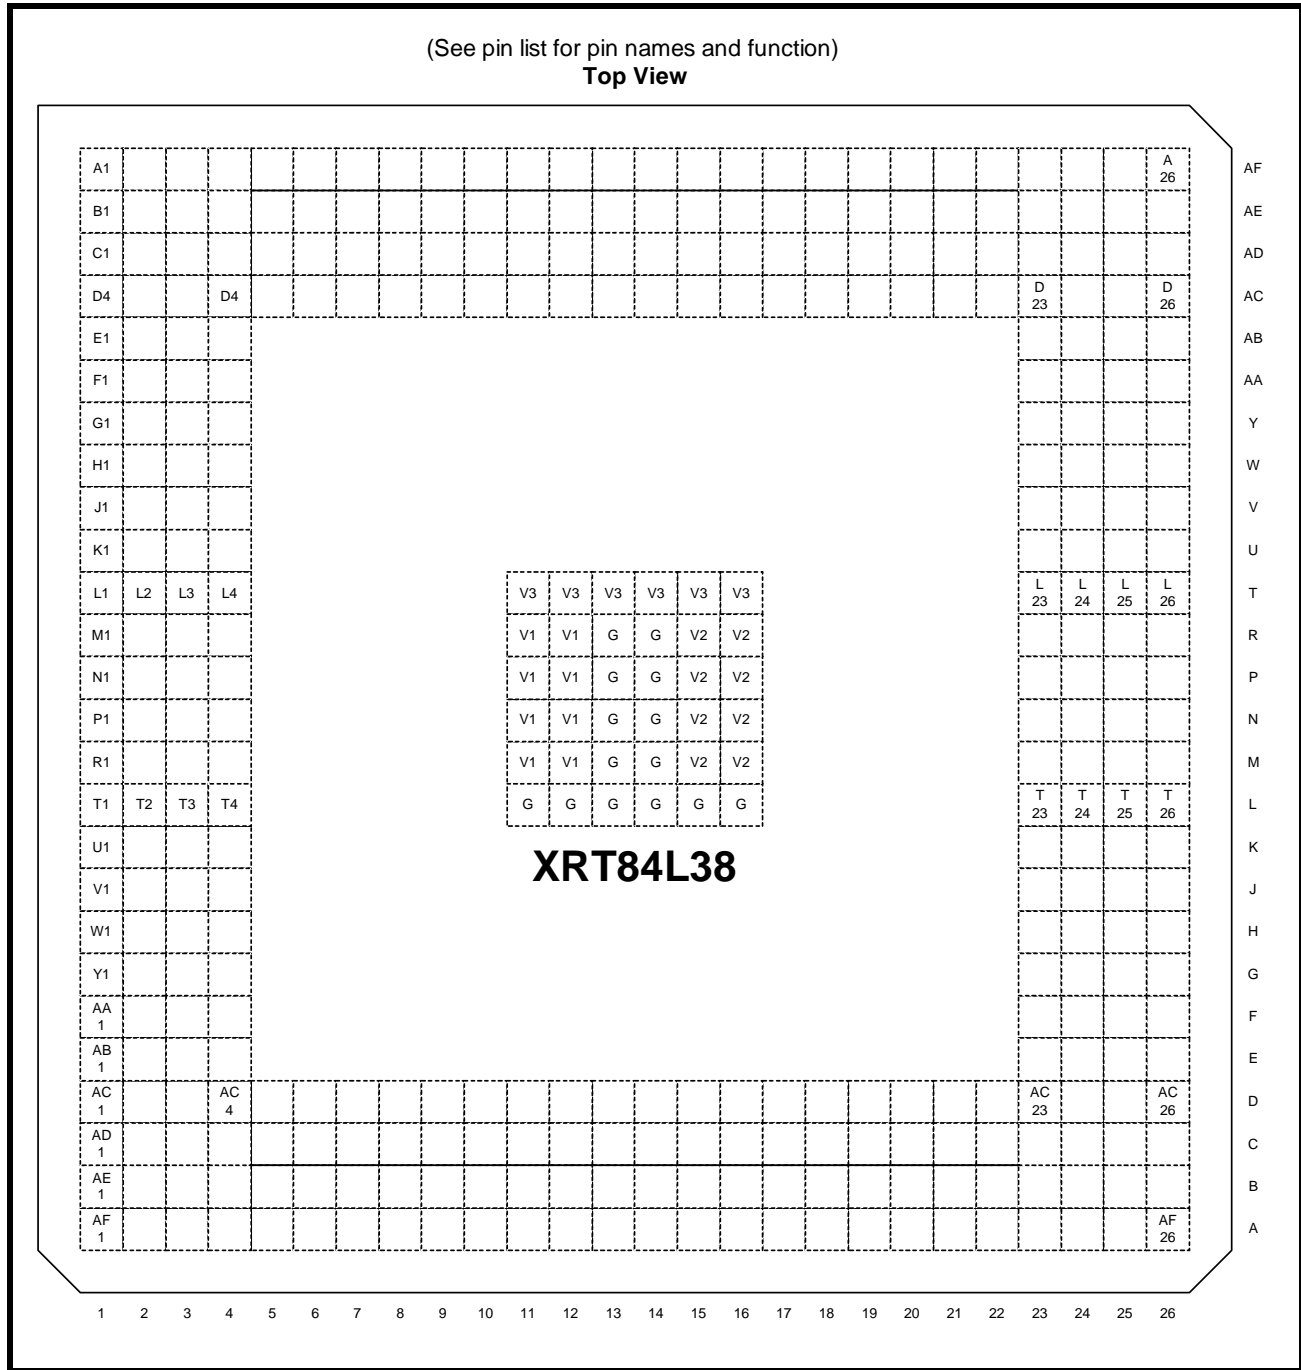 (See pin list for pin names and function)
Top View
A1 A 26 AF
B1 AE
C1 AD
D4 D4 D 23 D 26 AC
E1 AB
F1 AA
G1 Y
H1 W
J1 V
K1 U
L1 L2 L3 L4 V3 V3 V3 V3 V3 V3 L 23 L 24 L 25 L 26 T
M1 V1 V1 G G V2 V2 R
N1 V1 V1 G G V2 V2 P
P1 V1 V1 G G V2 V2 N
R1 V1 V1 G G V2 V2 M
T1 T2 T3 T4 G G G G G G T 23 T 24 T 25 T 26 L
U1 K
XRT84L38
V1 J
W1 H
Y1 G
AA 1 F
AB 1 E
AC 1 AC 4 AC 23 AC 26 D
AD 1 C
AE 1 B
AF 1 AF 26 A
1 2 3 4 5 6 7 8 9 10 11 12 13 14 15 16 17 18 19 20 21 22 23 24 25 26